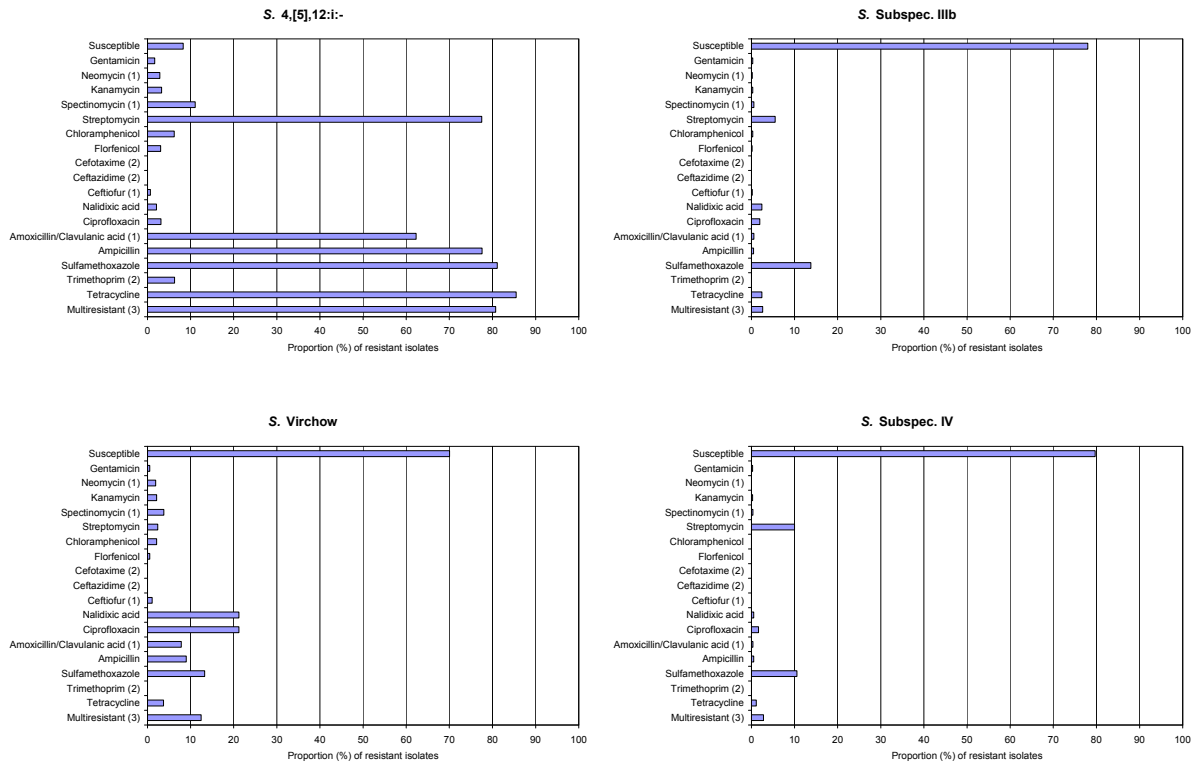 S. 4,[5],12:i:-
Susceptible
Gentamicin
Neomycin (1)
Kanamycin
Spectinomycin (1)
Streptomycin
Chloramphenicol
Florfenicol
Cefotaxime (2)
Ceftazidime (2)
Ceftiofur (1)
Nalidixic acid
Ciprofloxacin
Amoxicillin/Clavulanic acid (1)
Ampicillin
Sulfamethoxazole
Trimethoprim (2)
Tetracycline
Multiresistant (3)
0 10 20 30 40 50 60 70 80 90 100
Proportion (%) of resistant isolates
S. Subspec. IIIb
Susceptible
Gentamicin
Neomycin (1)
Kanamycin
Spectinomycin (1)
Streptomycin
Chloramphenicol
Florfenicol
Cefotaxime (2)
Ceftazidime (2)
Ceftiofur (1)
Nalidixic acid
Ciprofloxacin
Amoxicillin/Clavulanic acid (1)
Ampicillin
Sulfamethoxazole
Trimethoprim (2)
Tetracycline
Multiresistant (3)
0 10 20 30 40 50 60 70 80 90 100
Proportion (%) of resistant isolates
S. Virchow
Susceptible
Gentamicin
Neomycin (1)
Kanamycin
Spectinomycin (1)
Streptomycin
Chloramphenicol
Florfenicol
Cefotaxime (2)
Ceftazidime (2)
Ceftiofur (1)
Nalidixic acid
Ciprofloxacin
Amoxicillin/Clavulanic acid (1)
Ampicillin
Sulfamethoxazole
Trimethoprim (2)
Tetracycline
Multiresistant (3)
0 10 20 30 40 50 60 70 80 90 100
Proportion (%) of resistant isolates
S. Subspec. IV
Susceptible
Gentamicin
Neomycin (1)
Kanamycin
Spectinomycin (1)
Streptomycin
Chloramphenicol
Florfenicol
Cefotaxime (2)
Ceftazidime (2)
Ceftiofur (1)
Nalidixic acid
Ciprofloxacin
Amoxicillin/Clavulanic acid (1)
Ampicillin
Sulfamethoxazole
Trimethoprim (2)
Tetracycline
Multiresistant (3)
0 10 20 30 40 50 60 70 80 90 100
Proportion (%) of resistant isolates